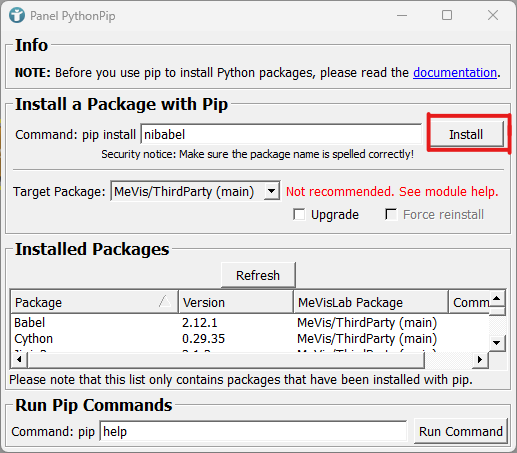 Panel PythonPip
Info
NOTE: Before you use pip to install Python packages, please read the documentation.
Install a Package with Pip
Command: pip install nibabel Install
Security notice: Make sure the package name is spelled correctly!
Target Package: MeVis/ThirdParty (main) Not recommended. See module help.
Upgrade Force reinstall
Installed Packages
Refresh
Package Version MeVisLab Package Comm
Babel 2.12.1 MeVis/ThirdParty (main)
Cython 0.29.35 MeVis/ThirdParty (main)
Please note that this list only contains packages that have been installed with pip.
Run Pip Commands
Command: pip help Run Command